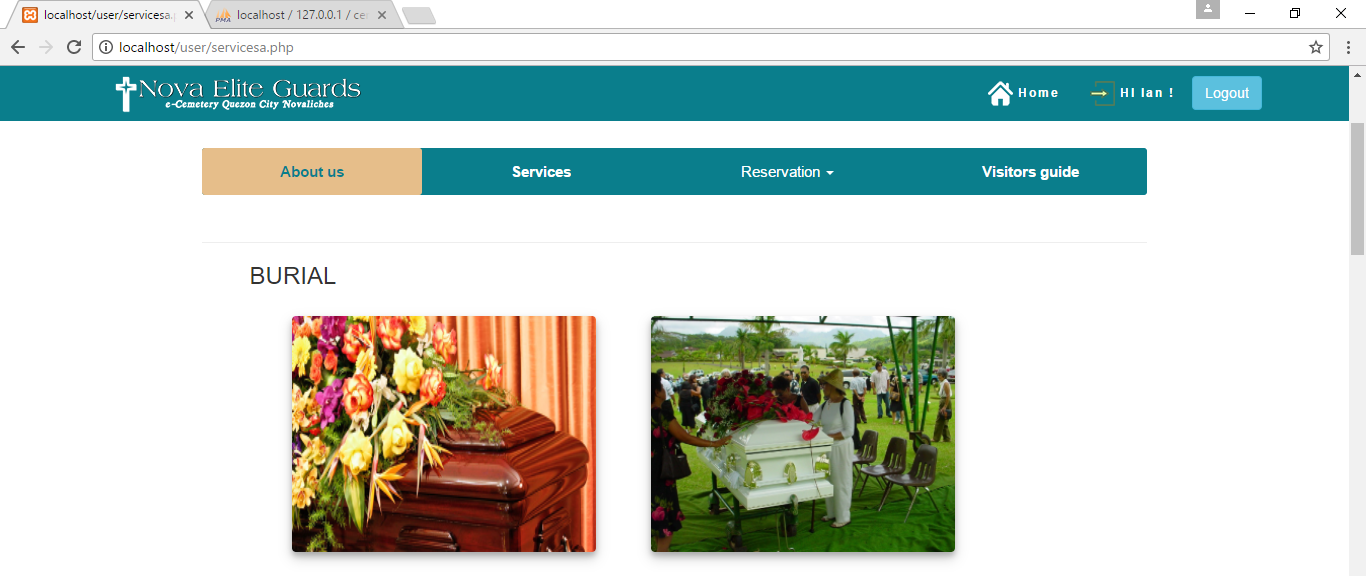 localhost/user/servicesa.p
localhost / 127.0.0.1 / ce
localhost/user/servicesa.php
Nova Elite Guards
e-Cemetery Quezon City Novaliches
Home
HI Ian !
Logout
About us
Services
Reservation
Visitors guide
BURIAL